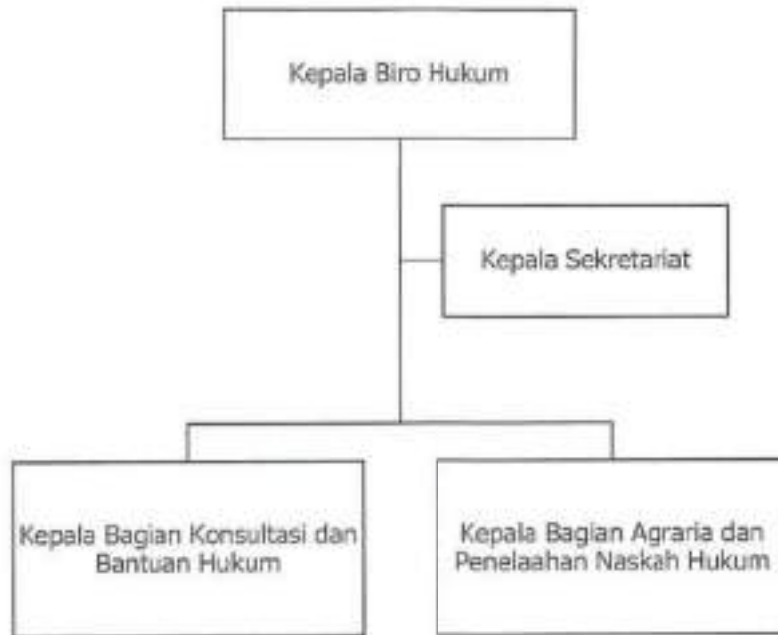 Kepala Biro Hukum
Kepala Sekretariat
Kepala Bagian Konsultasi dan
Bantuan Hukum
Kepala Bagian Agraria dan
Penelaahan Naskah Hukum